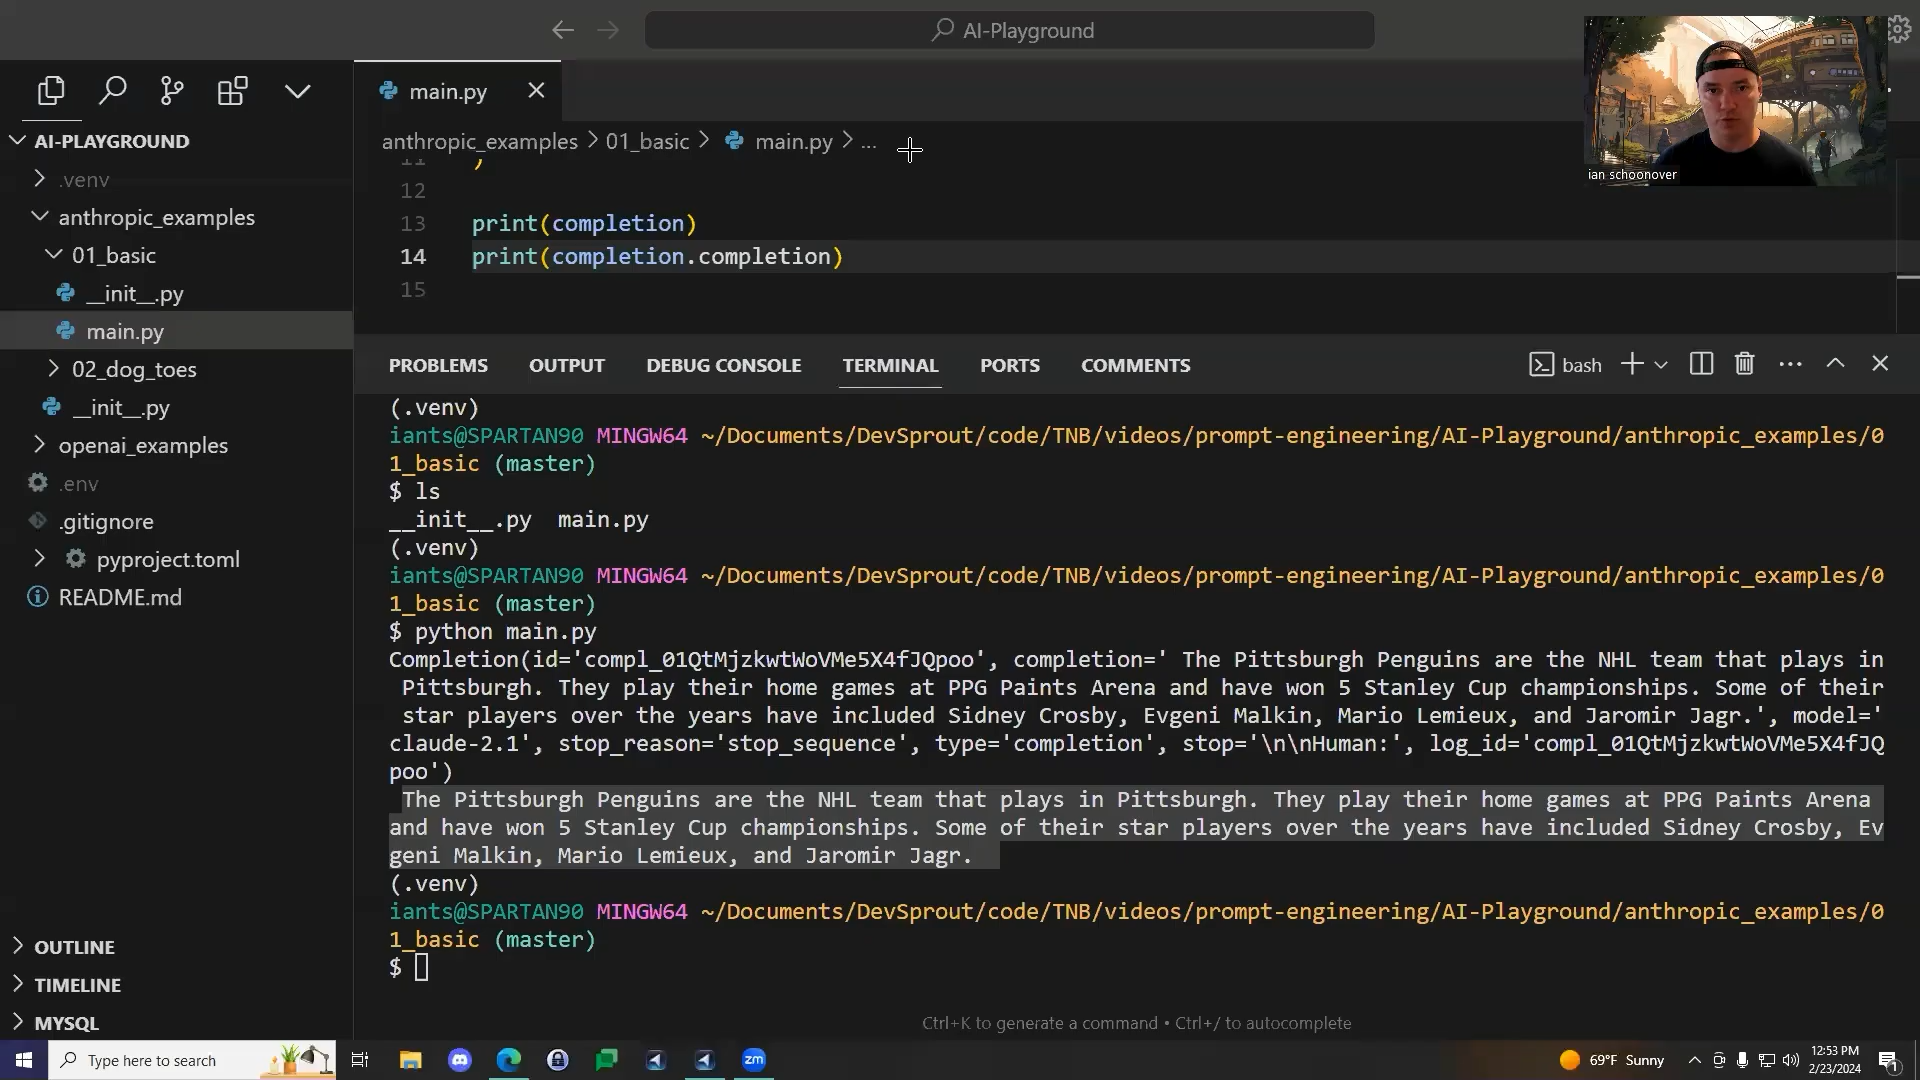 AI-Playground
ian schoonover
main.py
AI-PLAYGROUND
.venv
anthropic_examples
01_basic
__init__.py
main.py
02_dog_toes
__init__.py
openai_examples
.env
.gitignore
pyproject.toml
README.md
OUTLINE
TIMELINE
MYSQL
anthropic_examples > 01_basic > main.py > ...
11 )
12
13 print(completion)
14 print(completion.completion)
15
PROBLEMS OUTPUT DEBUG CONSOLE TERMINAL PORTS COMMENTS
bash
(.venv)
iants@SPARTAN90 MINGW64 ~/Documents/DevSprout/code/TNB/videos/prompt-engineering/AI-Playground/anthropic_examples/0
1_basic (master)
$ ls
__init__.py  main.py
(.venv)
iants@SPARTAN90 MINGW64 ~/Documents/DevSprout/code/TNB/videos/prompt-engineering/AI-Playground/anthropic_examples/0
1_basic (master)
$ python main.py
Completion(id='compl_01QtMjzkwtWoVMe5X4fJQpoo', completion=' The Pittsburgh Penguins are the NHL team that plays in
Pittsburgh. They play their home games at PPG Paints Arena and have won 5 Stanley Cup championships. Some of their
star players over the years have included Sidney Crosby, Evgeni Malkin, Mario Lemieux, and Jaromir Jagr.', model='
claude-2.1', stop_reason='stop_sequence', type='completion', stop='\n\nHuman:', log_id='compl_01QtMjzkwtWoVMe5X4fJQ
poo')
The Pittsburgh Penguins are the NHL team that plays in Pittsburgh. They play their home games at PPG Paints Arena
and have won 5 Stanley Cup championships. Some of their star players over the years have included Sidney Crosby, Ev
geni Malkin, Mario Lemieux, and Jaromir Jagr.
(.venv)
iants@SPARTAN90 MINGW64 ~/Documents/DevSprout/code/TNB/videos/prompt-engineering/AI-Playground/anthropic_examples/0
1_basic (master)
$
Ctrl+K to generate a command • Ctrl+/ to autocomplete
Type here to search
zm
69°F Sunny
12:53 PM
2/23/2024
1